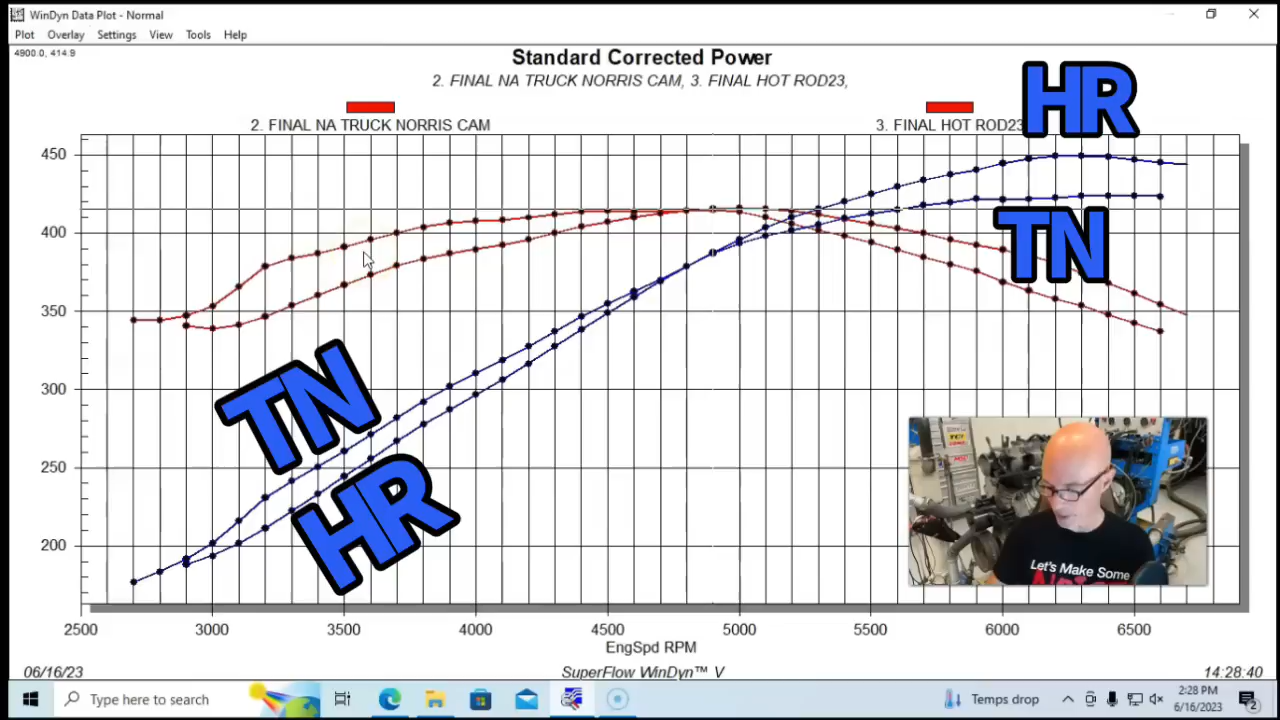 WinDyn Data Plot - Normal
Plot Overlay Settings View Tools Help
4900.0, 414.9
Standard Corrected Power
2. FINAL NA TRUCK NORRIS CAM, 3. FINAL HOT ROD23,
HR
2. FINAL NA TRUCK NORRIS CAM
3. FINAL HOT ROD23
450
400
350
300
250
200
TN
TN
HR
Let's Make Some
2500 3000 3500 4000 4500 5000 5500 6000 6500
EngSpd RPM
06/16/23
SuperFlow WinDyn™ V
14:28:40
Type here to search
Temps drop
2:28 PM
6/16/2023
2